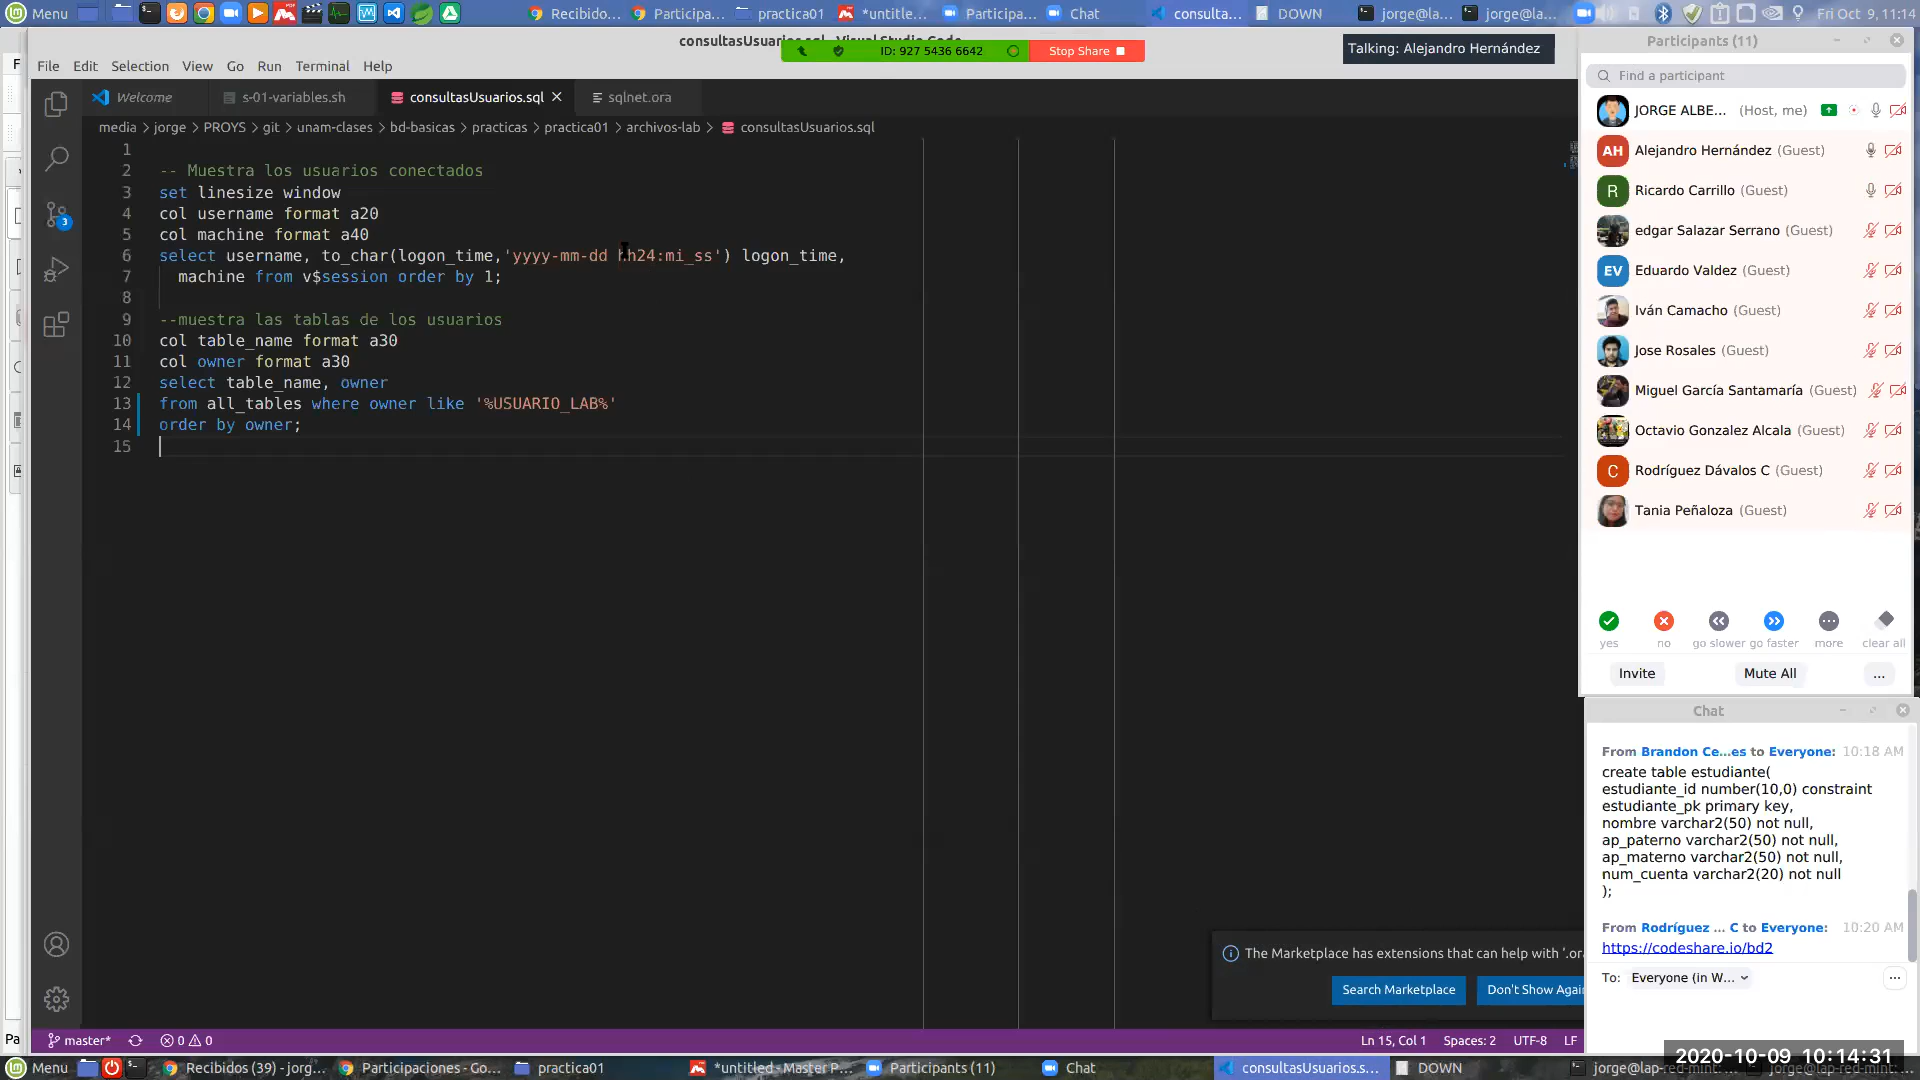 Menu
Recibido...
Participa...
practica01
*untitle...
Participa...
Chat
consulta...
DOWN
jorge@la...
jorge@la...
Fri Oct 9, 11:14
ID: 927 5436 6642
Stop Share
Talking: Alejandro Hernández
File Edit Selection View Go Run Terminal Help
Welcome
s-01-variables.sh
consultasUsuarios.sql
sqlnet.ora
media > jorge > PROYS > git > unam-clases > bd-basicas > practicas > practica01 > archivos-lab > consultasUsuarios.sql
1
2 -- Muestra los usuarios conectados
3 set linesize window
4 col username format a20
5 col machine format a40
6 select username, to_char(logon_time,'yyyy-mm-dd hh24:mi_ss') logon_time,
7 machine from v$session order by 1;
8
9 --muestra las tablas de los usuarios
10 col table_name format a30
11 col owner format a30
12 select table_name, owner
13 from all_tables where owner like '%USUARIO_LAB%'
14 order by owner;
15
3
The Marketplace has extensions that can help with '.or
Search Marketplace
Don't Show Again
master*
0 0
Ln 15, Col 1
Spaces: 2
UTF-8
LF
Participants (11)
Find a participant
JORGE ALBE... (Host, me)
AH Alejandro Hernández (Guest)
R Ricardo Carrillo (Guest)
edgar Salazar Serrano (Guest)
EV Eduardo Valdez (Guest)
Iván Camacho (Guest)
Jose Rosales (Guest)
Miguel García Santamaría (Guest)
Octavio Gonzalez Alcala (Guest)
C Rodríguez Dávalos C (Guest)
Tania Peñaloza (Guest)
yes no go slower go faster more clear all
Invite
Mute All
...
Chat
From Brandon Ce...es to Everyone: 10:18 AM
create table estudiante(
estudiante_id number(10,0) constraint
estudiante_pk primary key,
nombre varchar2(50) not null,
ap_paterno varchar2(50) not null,
ap_materno varchar2(50) not null,
num_cuenta varchar2(20) not null
);
From Rodríguez ... C to Everyone: 10:20 AM
https://codeshare.io/bd2
To: Everyone (in W...
Pa
Menu
Recibidos (39) - jorg...
Participaciones - Go...
practica01
*untitled - Master P...
Participants (11)
Chat
consultasUsuarios.s...
DOWN
jorge@lap-red-mint: ...
jorge@lap-red-mint: ...
2020-10-09 10:14:31